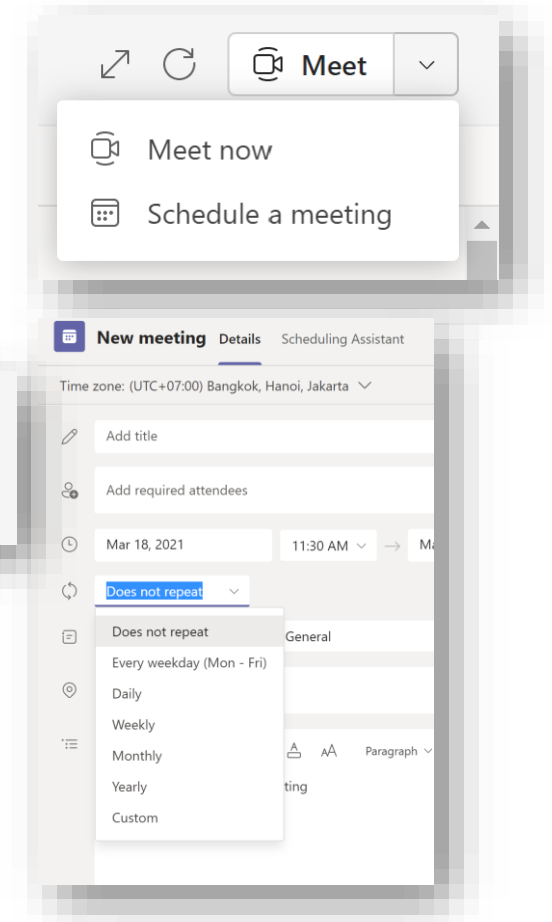 Meet
Meet now
Schedule a meeting
New meeting Details Scheduling Assistant
Time zone: (UTC+07:00) Bangkok, Hanoi, Jakarta
Add title
Add required attendees
Mar 18, 2021 11:30 AM
Does not repeat
Does not repeat
General
Every weekday (Mon - Fri)
Daily
Weekly
Monthly
Paragraph
Yearly
Custom